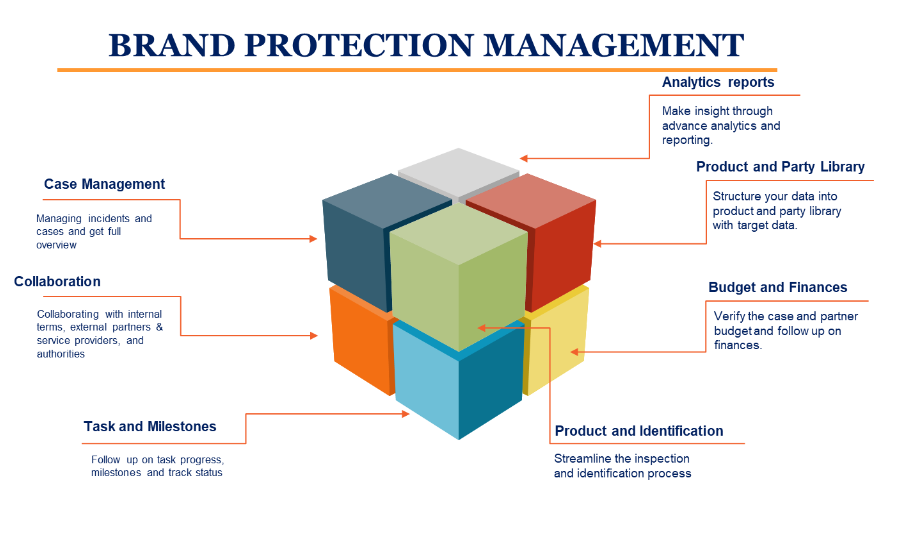 BRAND PROTECTION MANAGEMENT
Analytics reports
Make insight through
advance analytics and
reporting.
Product and Party Library
Structure your data into
product and party library
with target data.
Case Management
Managing incidents and
cases and get full
overview
Collaboration
Collaborating with internal
terms, external partners &
service providers, and
authorities
Budget and Finances
Verify the case and partner
budget and follow up on
finances.
Task and Milestones
Follow up on task progress,
milestones and track status
Product and Identification
Streamline the inspection
and identification process